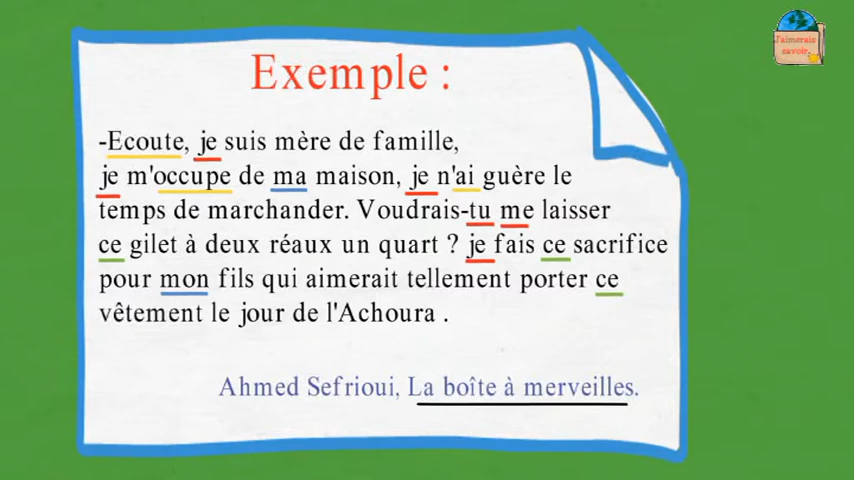 J'aimerais
savoir.
Exemple :
-Ecoute, je suis mère de famille,
je m'occupe de ma maison, je n'ai guère le
temps de marchander. Voudrais-tu me laisser
ce gilet à deux réaux un quart ? je fais ce sacrifice
pour mon fils qui aimerait tellement porter ce
vêtement le jour de l'Achoura .
Ahmed Sefrioui, La boîte à merveilles.